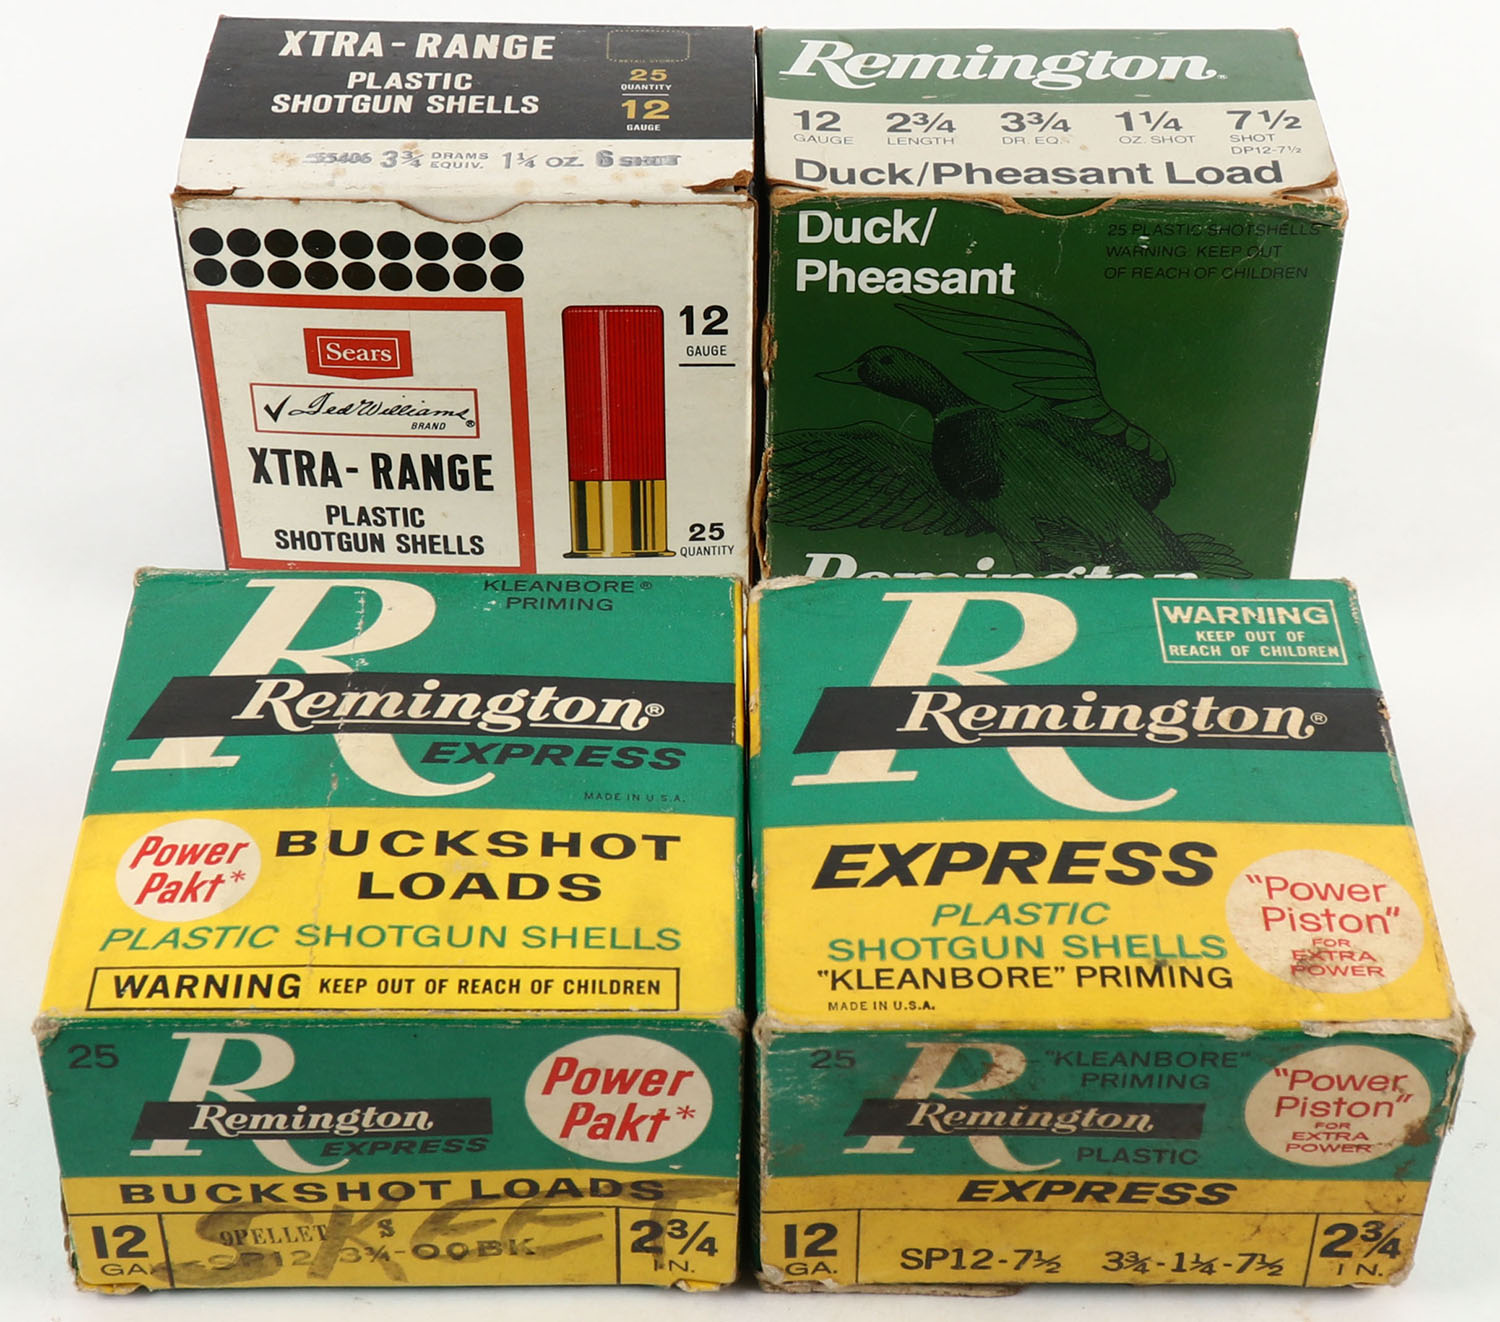 XTRA-RANGE
PLASTIC
SHOTGUN SHELLS
25
QUANTITY
12
GAUGE
3¾ DRAMS EQUIV. 1¼ OZ. 6 SHOT
Sears
Ted Williams
BRAND ®
XTRA-RANGE
PLASTIC
SHOTGUN SHELLS
12
GAUGE
25
QUANTITY
Remington®
12 2¾ 3¾ 1¼ 7½
GAUGE LENGTH DR. EQ. OZ. SHOT SHOT
DP12-7½
Duck/Pheasant Load
Duck/
Pheasant
25 PLASTIC SHOTSHELLS
WARNING: KEEP OUT
OF REACH OF CHILDREN
Remington
KLEANBORE®
PRIMING
R
Remington®
EXPRESS
MADE IN U.S.A.
Power
Pakt*
BUCKSHOT
LOADS
PLASTIC SHOTGUN SHELLS
WARNING KEEP OUT OF REACH OF CHILDREN
25
R
Remington
EXPRESS
Power
Pakt*
BUCKSHOT LOADS
12
GA.
9PELLET S
SP12 3¾-00BK
SKEET
2¾
IN.
WARNING
KEEP OUT OF
REACH OF CHILDREN
R
Remington®
EXPRESS
PLASTIC
SHOTGUN SHELLS
"KLEANBORE" PRIMING
MADE IN U.S.A.
"Power
Piston"
FOR
EXTRA
POWER
25
R
"KLEANBORE"
PRIMING
Remington
PLASTIC
"Power
Piston"
FOR
EXTRA
POWER
EXPRESS
12
GA.
SP12-7½ 3¾-1¼-7½
2¾
IN.